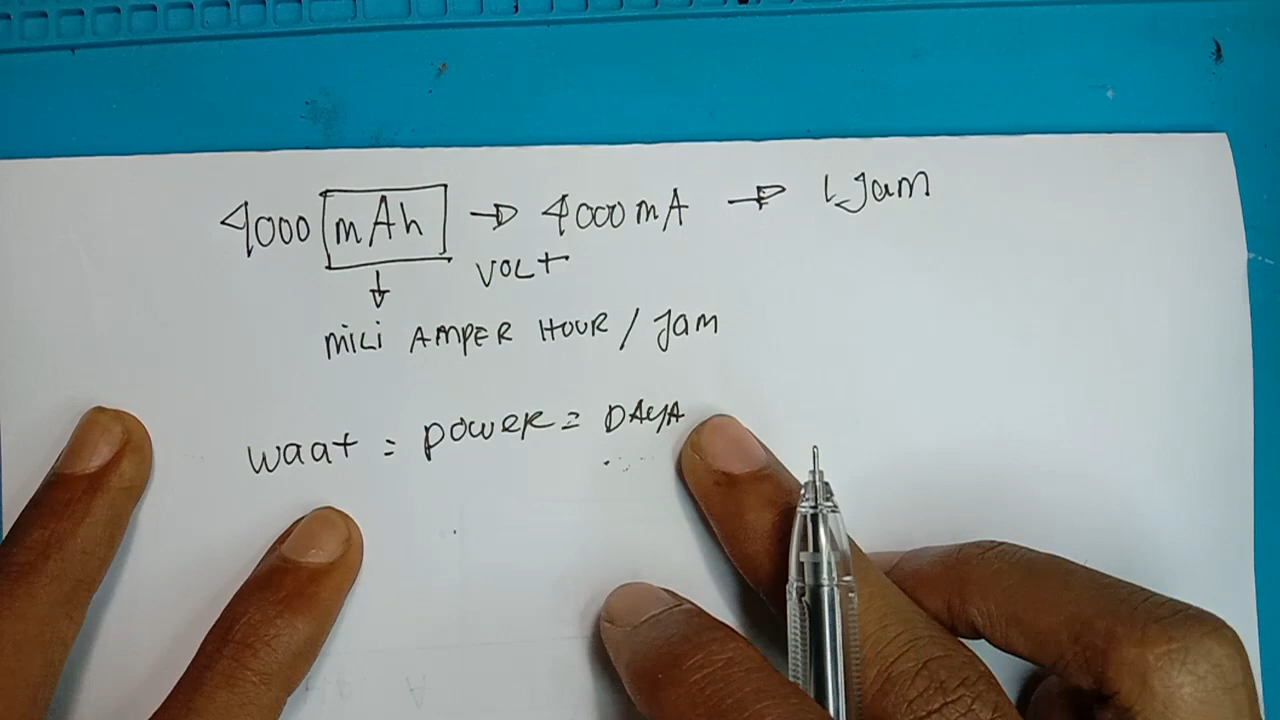 4000 mAh → 4000 mA → 1 Jam
VOLT
↓
MILI AMPER HOUR / Jam
waat = power = DAYA